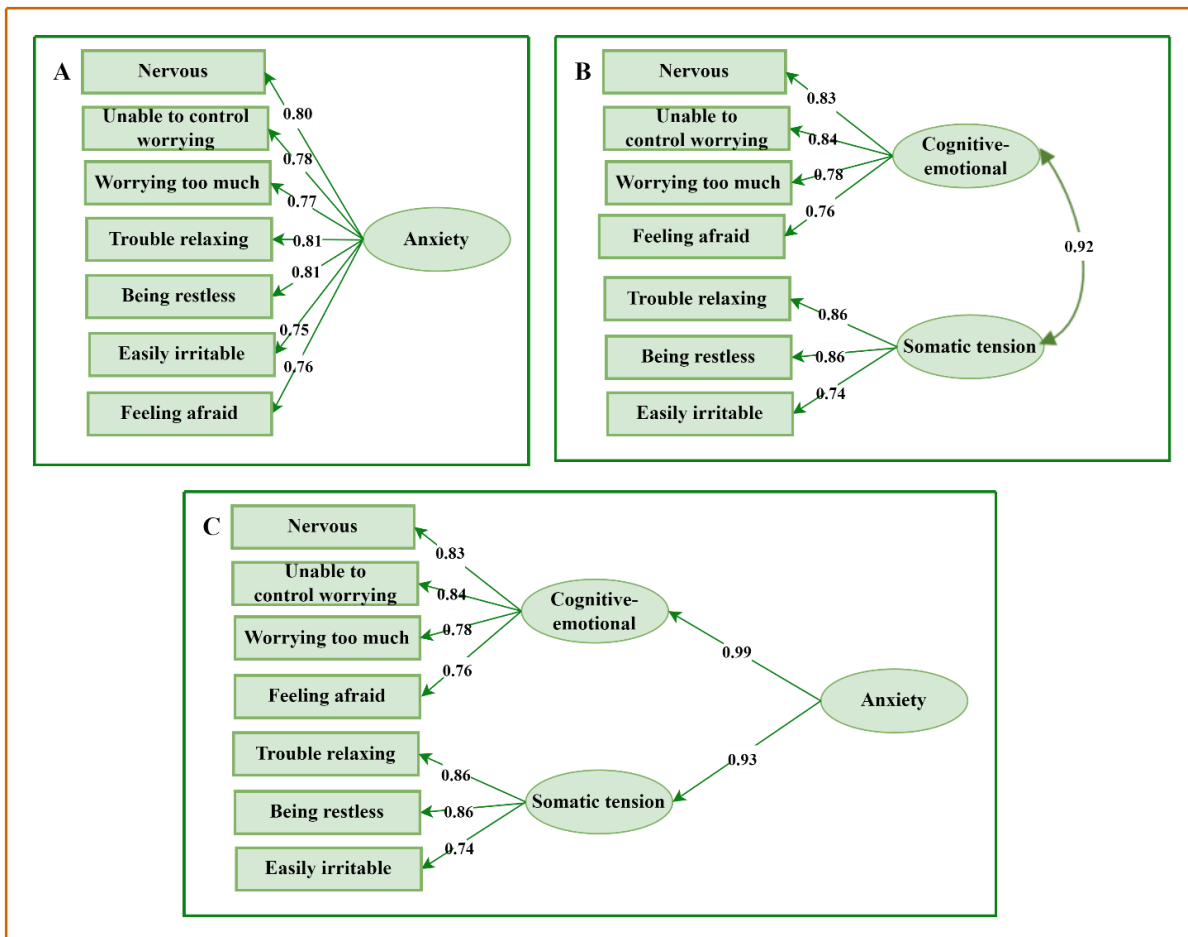 A
Nervous
0.80
Unable to control
worrying
0.78
Worrying too much
0.77
Trouble relaxing
0.81
Anxiety
Being restless
0.81
Easily irritable
0.75
0.76
Feeling afraid
B
Nervous
0.83
Unable to
control worrying
0.84
Cognitive-
emotional
Worrying too much
0.78
0.76
Feeling afraid
0.92
Trouble relaxing
0.86
Somatic tension
Being restless
0.86
Easily irritable
0.74
C
Nervous
0.83
Unable to
control worrying
0.84
Cognitive-
emotional
Worrying too much
0.78
0.76
Feeling afraid
0.99
Anxiety
Trouble relaxing
0.93
0.86
Somatic tension
Being restless
0.86
0.74
Easily irritable